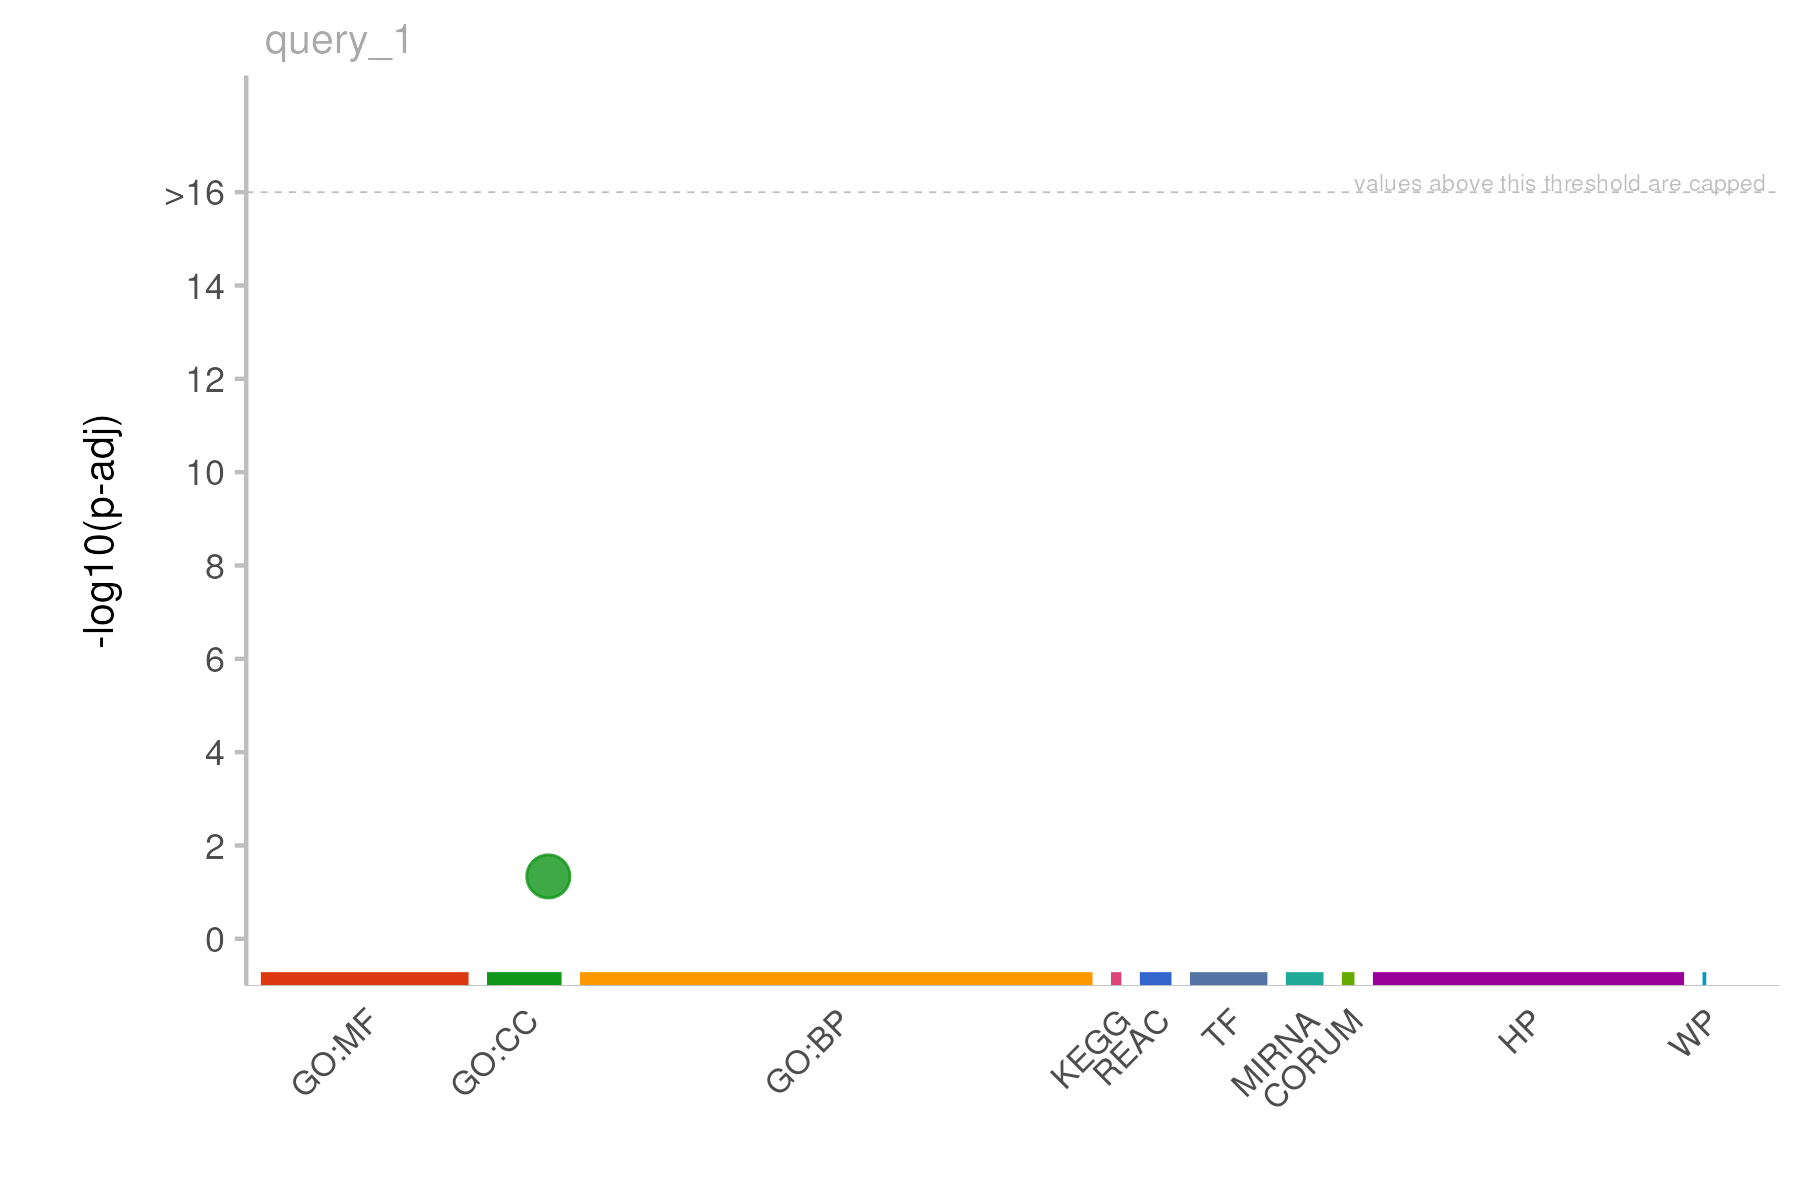 query_1
values above this threshold are capped
>16
14
12
10
8
6
4
2
0
-log10(p-adj)
GO:MF
GO:CC
GO:BP
KEGG
REAC
TF
MIRNA
CORUM
HP
WP